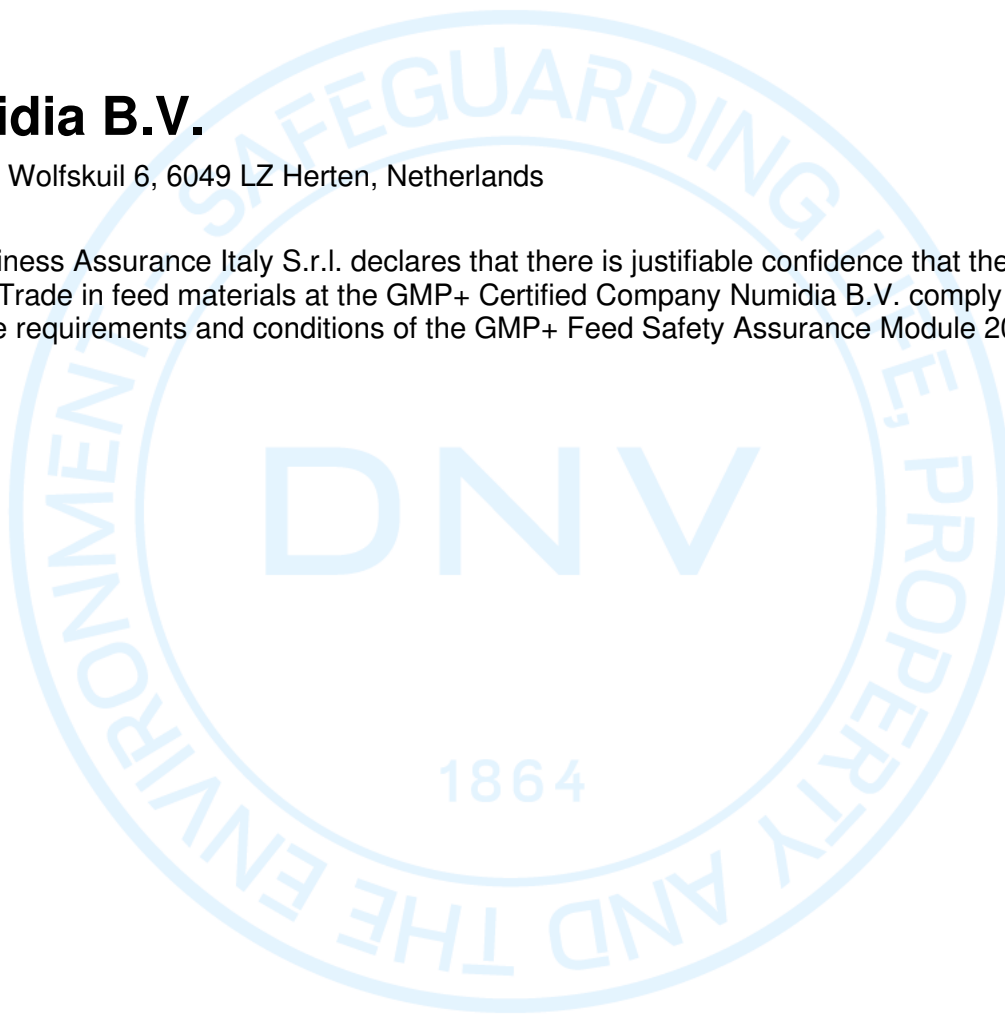 idia B.V.
Wolfskuil 6, 6049 LZ Herten, Netherlands
iness Assurance Italy S.r.l. declares that there is justifiable confidence that the
Trade in feed materials at the GMP+ Certified Company Numidia B.V. comply
e requirements and conditions of the GMP+ Feed Safety Assurance Module 20
SAFEGUARDING LIFE, PROPERTY AND THE ENVIRONMENT
DNV
1864